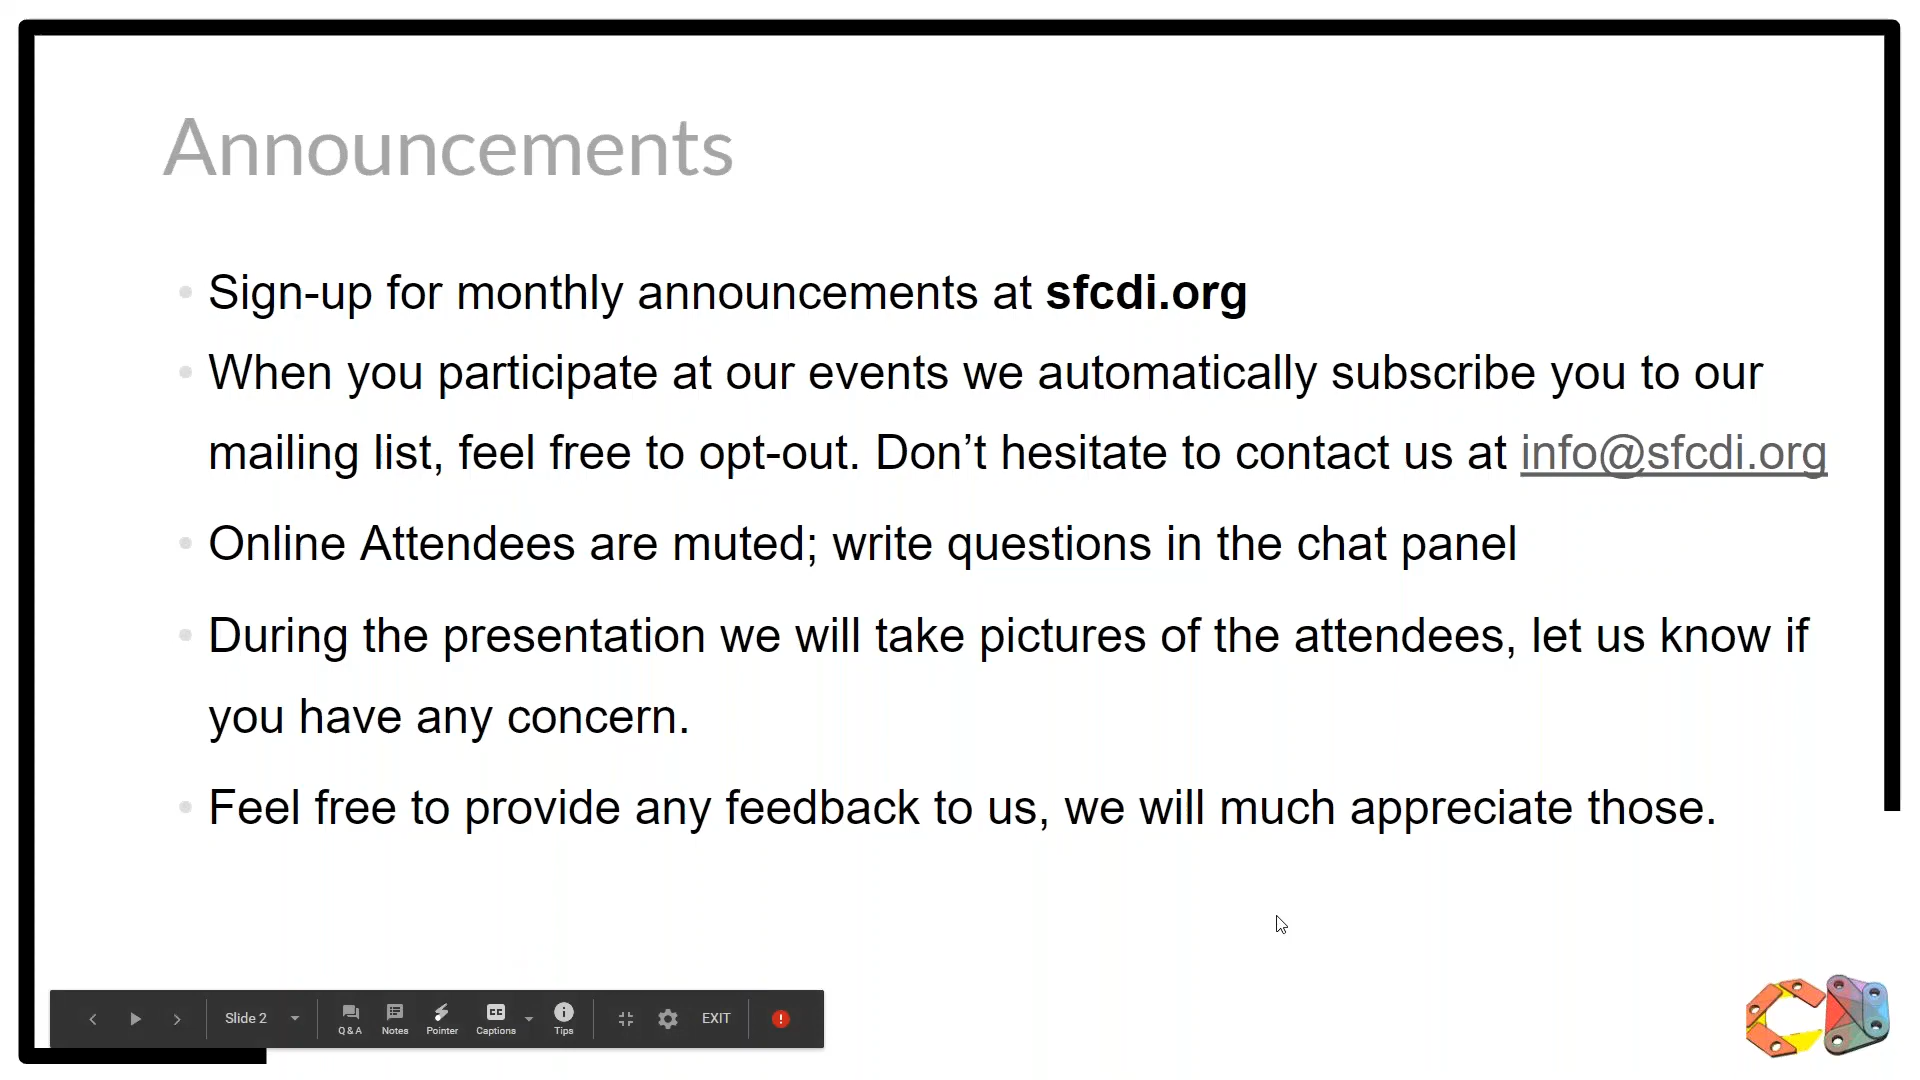 Announcements
Sign-up for monthly announcements at sfcdi.org
When you participate at our events we automatically subscribe you to our
mailing list, feel free to opt-out. Don’t hesitate to contact us at info@sfcdi.org
Online Attendees are muted; write questions in the chat panel
During the presentation we will take pictures of the attendees, let us know if
you have any concern.
Feel free to provide any feedback to us, we will much appreciate those.
Slide 2 Q & A Notes Pointer CC Captions Tips EXIT